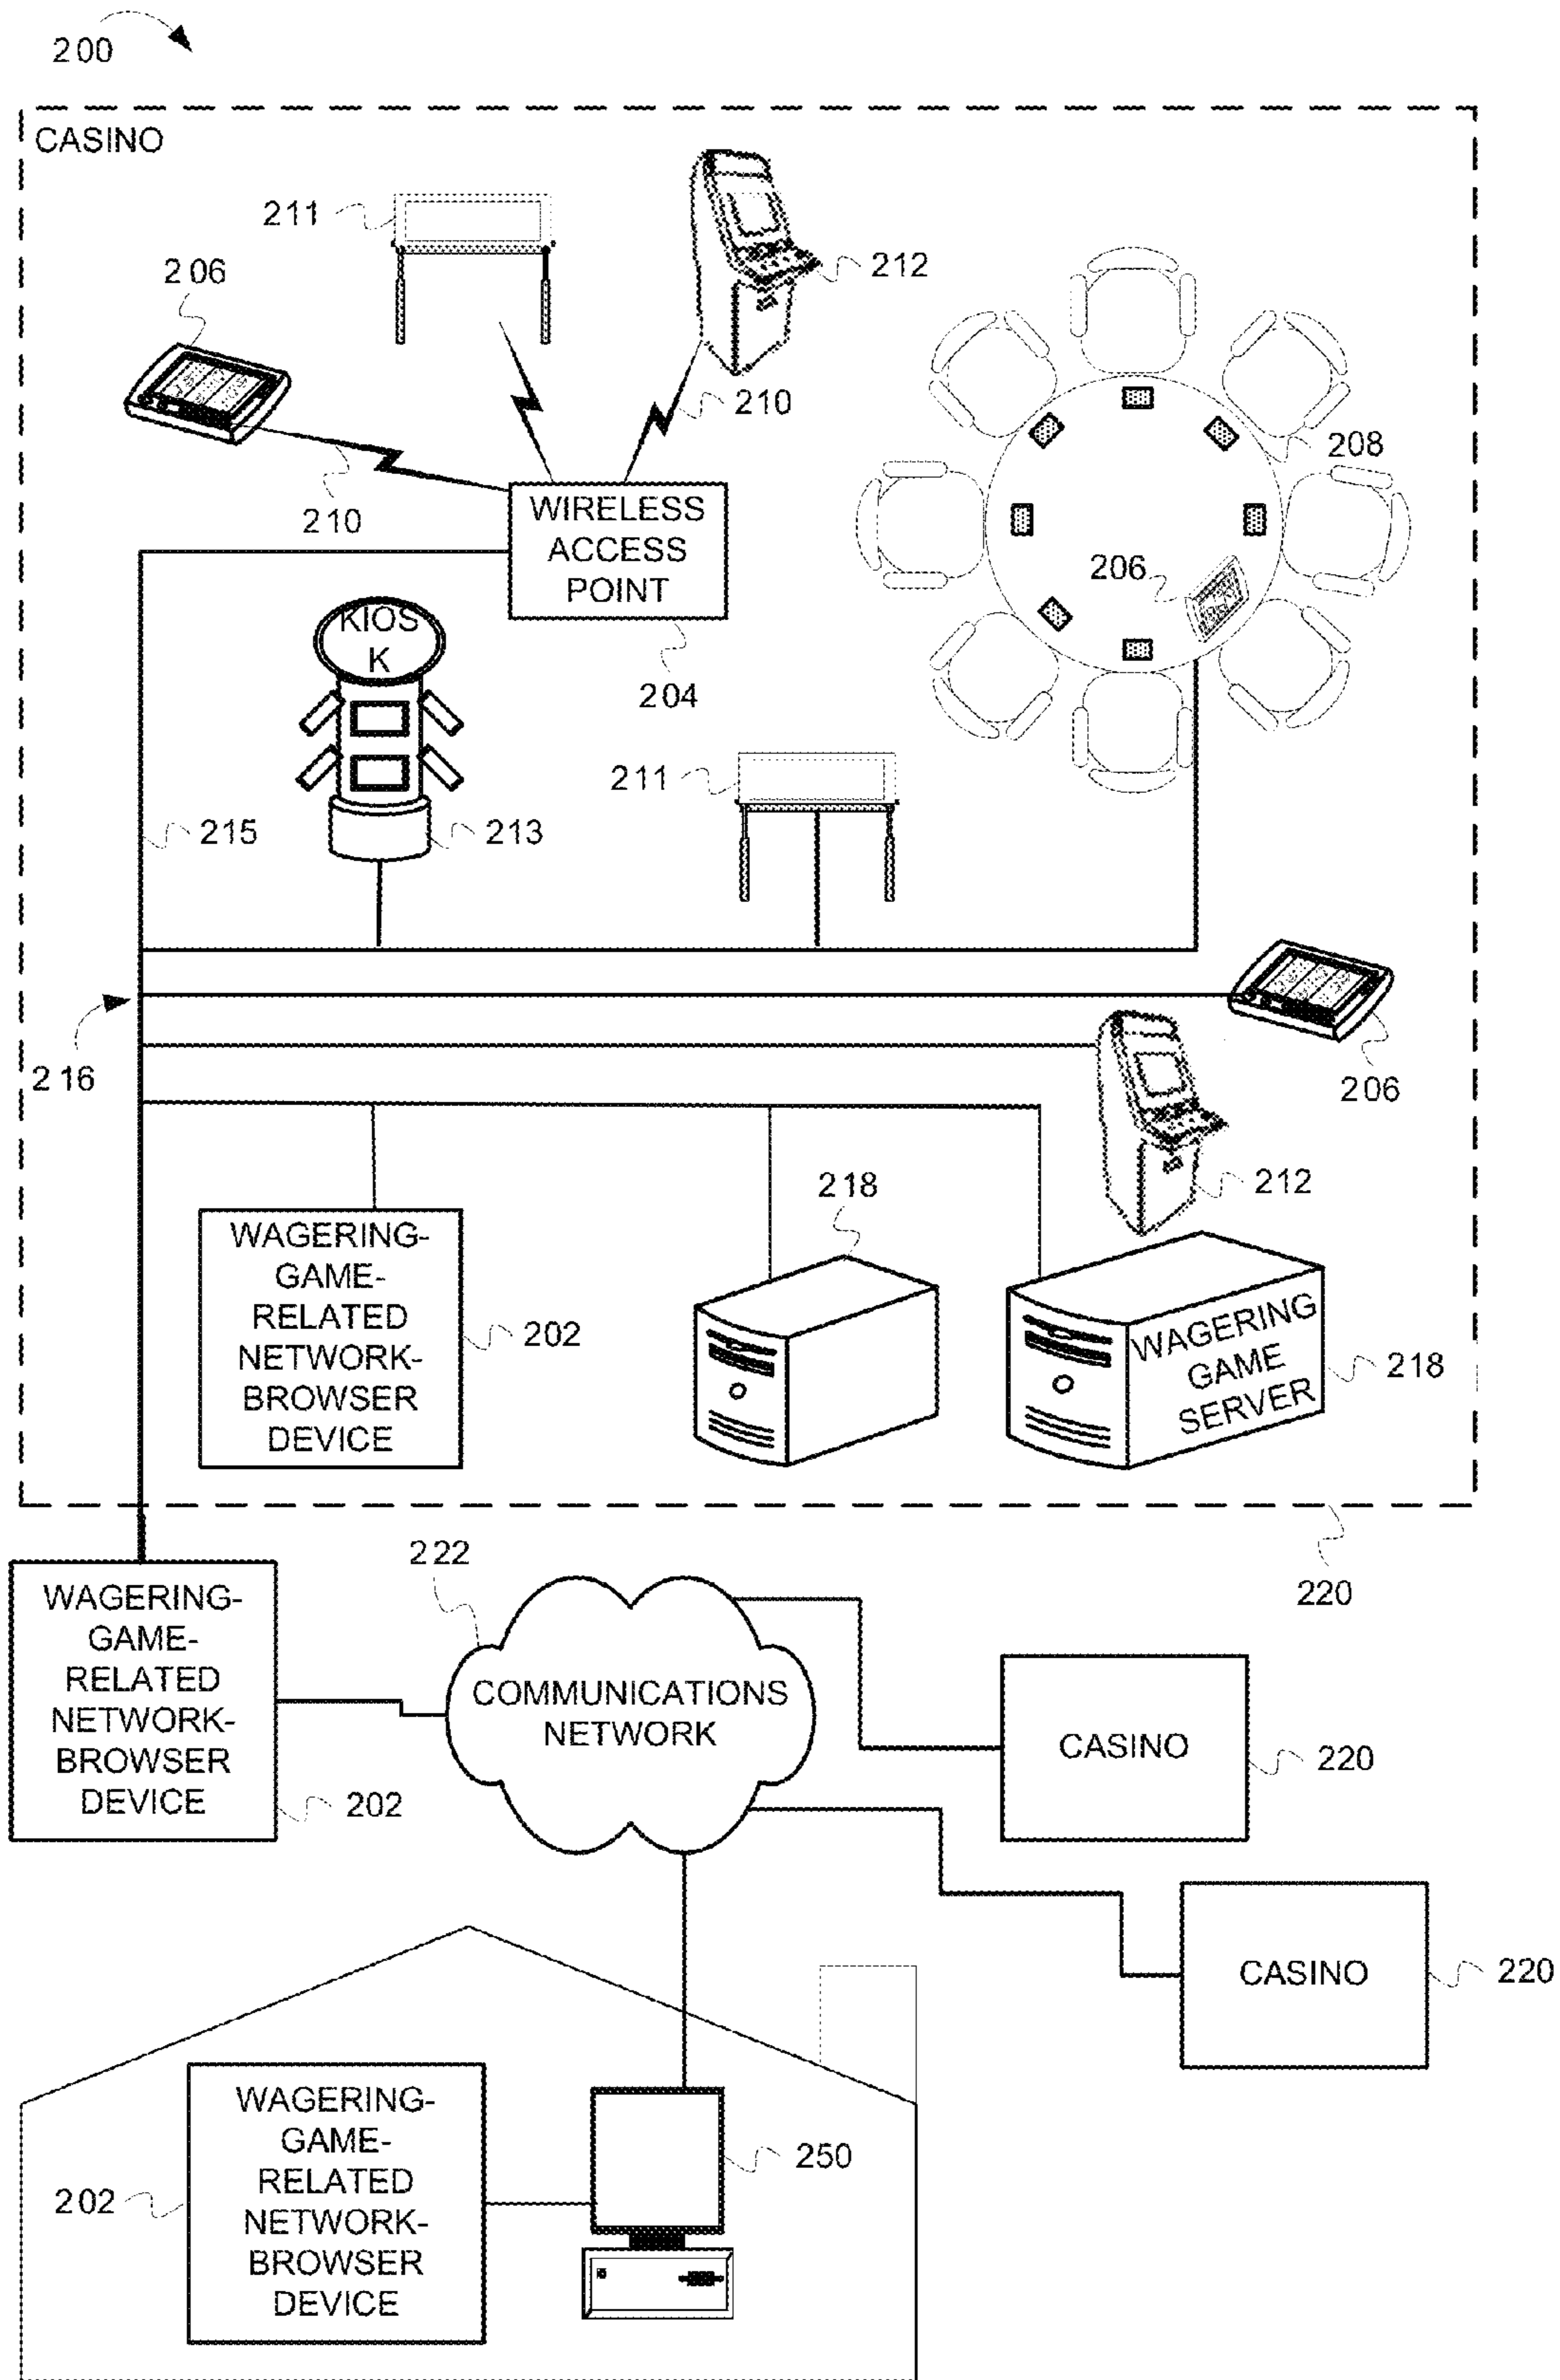 200
CASINO
211
212
206
210
208
210
WIRELESS
ACCESS
POINT
206
KIOS
K
204
211
215
213
216
206
218
212
WAGERING-
GAME-
RELATED
NETWORK-
BROWSER
DEVICE
202
WAGERING
GAME
SERVER
218
222
220
WAGERING-
GAME-
RELATED
NETWORK-
BROWSER
DEVICE
202
COMMUNICATIONS
NETWORK
CASINO
220
CASINO
220
WAGERING-
GAME-
RELATED
NETWORK-
BROWSER
DEVICE
202
250